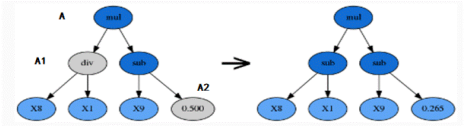 A mul mul
A1 div sub sub sub
A2
X8 X1 X9 0.500 X8 X1 X9 0.265